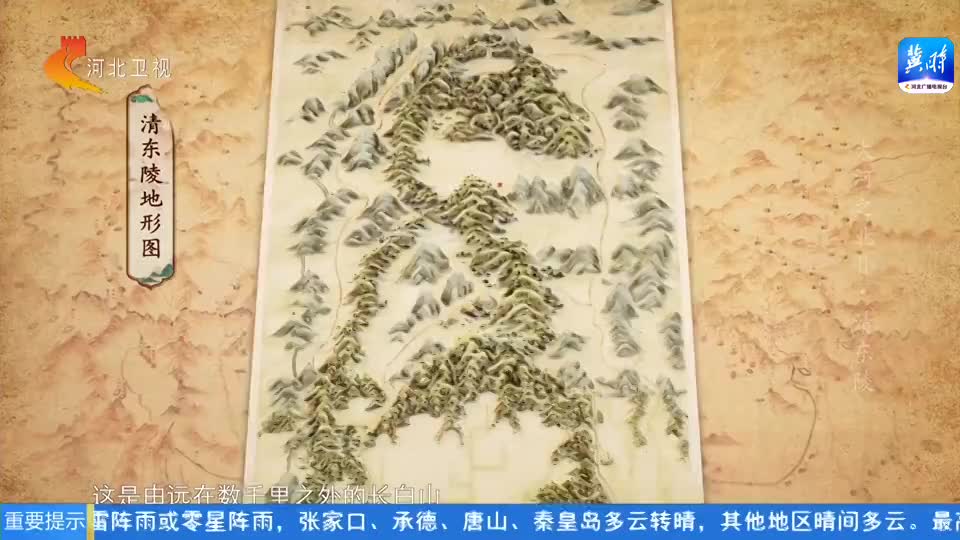 河北卫视
冀时
河北广播电视台
清东陵地形图
这是由远在数千里之外的长白山
重要提示
雷阵雨或零星阵雨，张家口、承德、唐山、秦皇岛多云转晴，其他地区晴间多云。最高